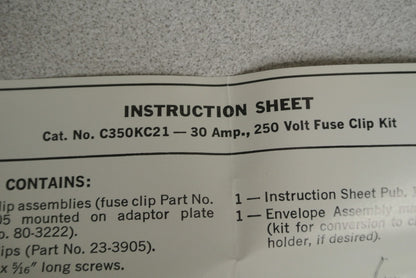 INSTRUCTION SHEET
Cat. No. C350KC21 — 30 Amp., 250 Volt Fuse Clip Kit
CONTAINS:
lip assemblies (fuse clip Part No.
05 mounted on adaptor plate
o. 80-3222).
ips (Part No. 23-3905).
x 5/16" long screws.
1 — Instruction Sheet Pub.
1 — Envelope Assembly
(kit for conversion to
holder, if desired).